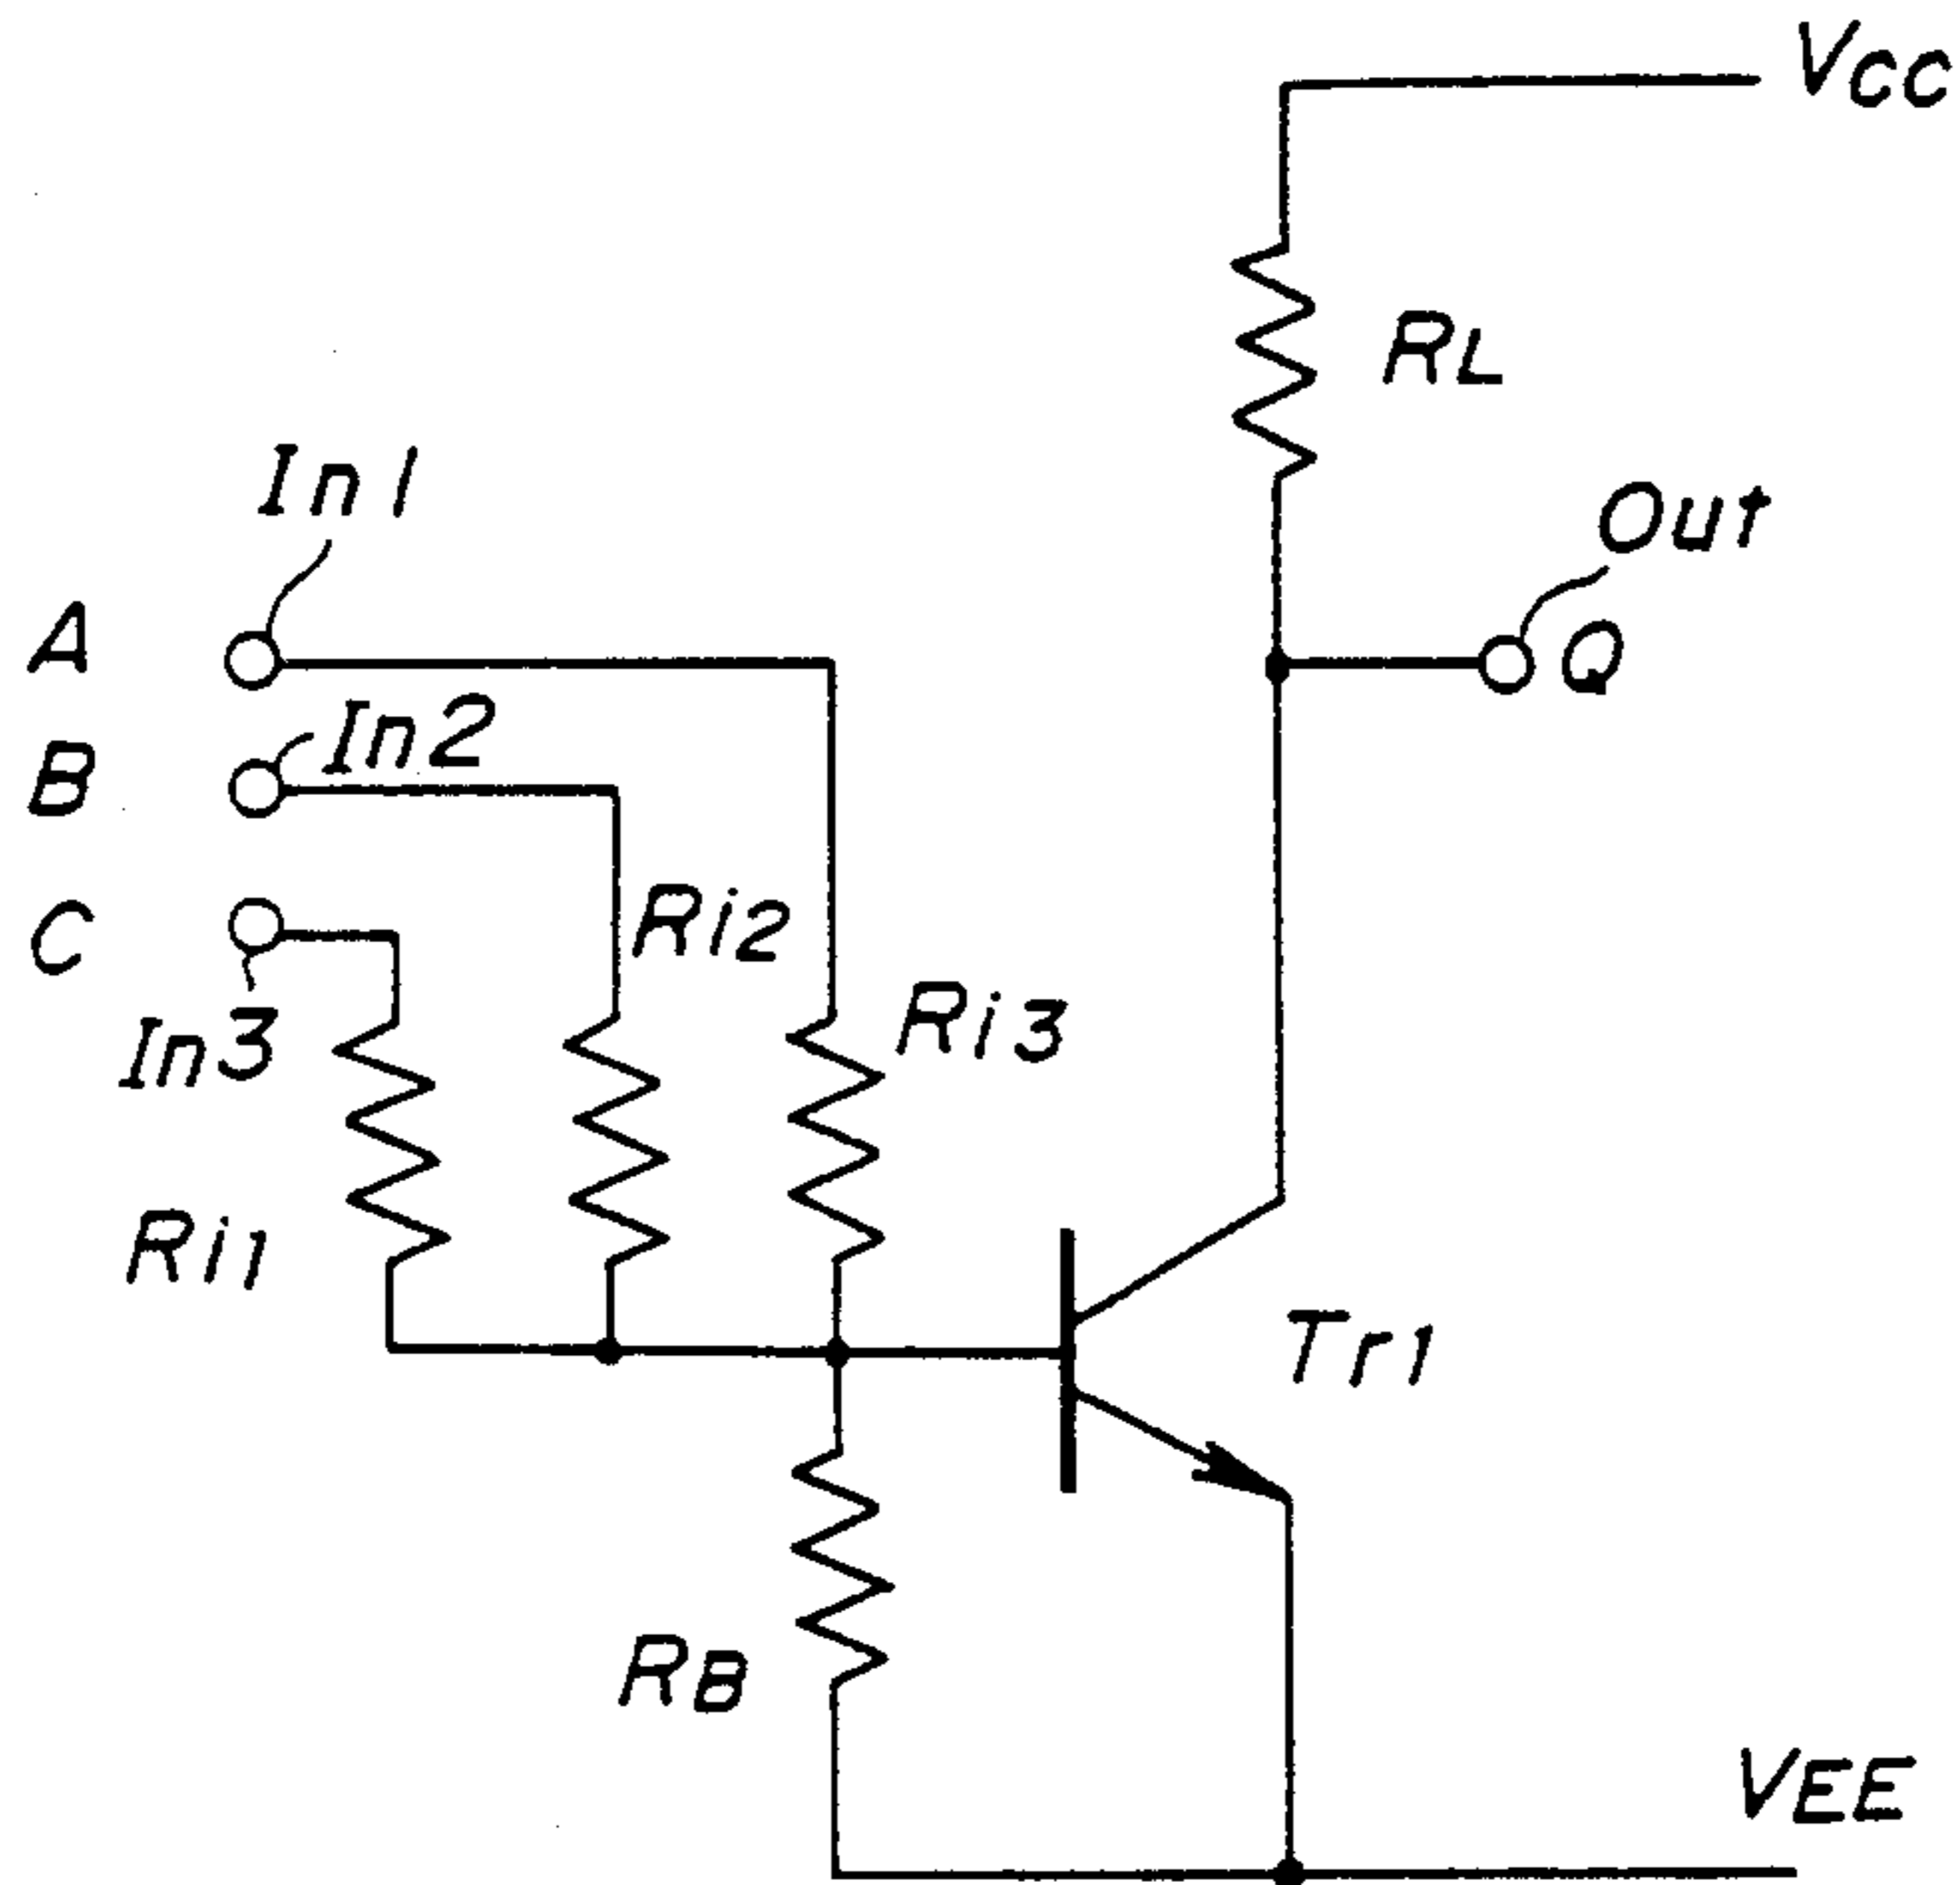 Vcc
RL
In1
Out
A
Q
In2
B
C
Ri2
Ri3
In3
Ri1
Tr1
RB
VEE